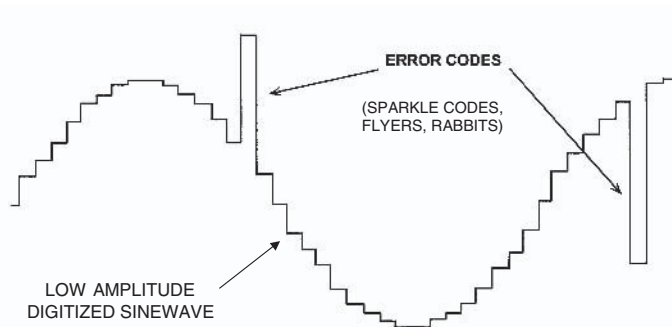 ERROR CODES
(SPARKLE CODES,
FLYERS, RABBITS)
LOW AMPLITUDE
DIGITIZED SINEWAVE